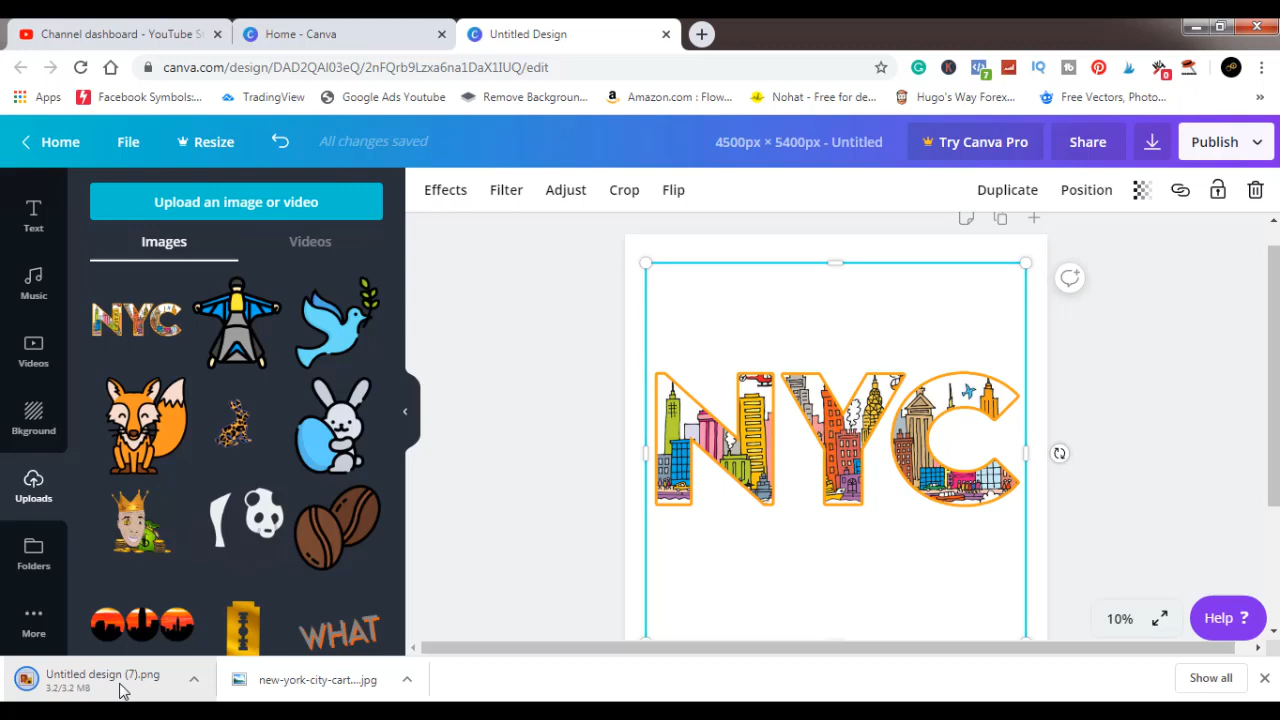 Channel dashboard - YouTube St
Home - Canva
Untitled Design
canva.com/design/DAD2QAl03eQ/2nFQrb9Lzxa6na1DaX1IUQ/edit
7
0
Apps
Facebook Symbols:...
TradingView
Google Ads Youtube
Remove Backgroun...
Amazon.com : Flow...
Nohat - Free for de...
Hugo's Way Forex...
Free Vectors, Photo...
»
Home
File
Resize
All changes saved
4500px × 5400px - Untitled
Try Canva Pro
Share
Publish
Text
Music
Videos
Bkground
Uploads
Folders
More
Upload an image or video
Images
Videos
NYC
WHAT
Effects
Filter
Adjust
Crop
Flip
Duplicate
Position
NYC
10%
Help ?
Untitled design (7).png
3.2/3.2 MB
new-york-city-cart....jpg
Show all